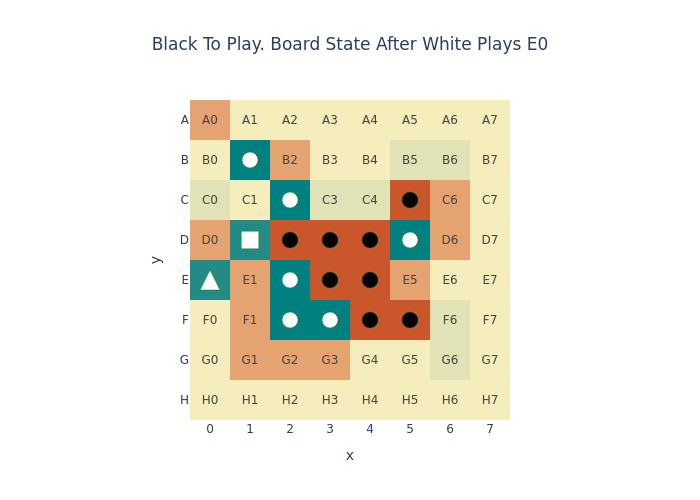 Black To Play. Board State After White Plays E0
A A0 A1 A2 A3 A4 A5 A6 A7
B B0 B2 B3 B4 B5 B6 B7
C C0 C1 C3 C4 C6 C7
D D0 D6 D7
E E1 E5 E6 E7
F F0 F1 F6 F7
G G0 G1 G2 G3 G4 G5 G6 G7
H H0 H1 H2 H3 H4 H5 H6 H7
0 1 2 3 4 5 6 7
x
y